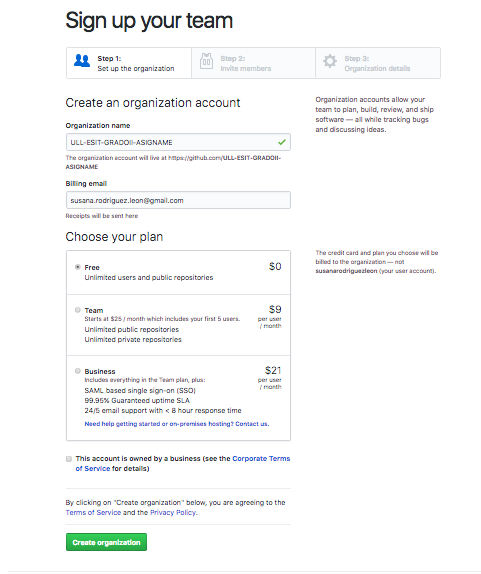 Sign up your team
Step 1:
Set up the organization
Step 2:
Invite members
Step 3:
Organization details
Create an organization account
Organization name
ULL-ESIT-GRADOII-ASIGNAME
The organization account will live at https://github.com/ULL-ESIT-GRADOII-
ASIGNAME
Billing email
susana.rodriguez.leon@gmail.com
Receipts will be sent here
Organization accounts allow your
team to plan, build, review, and ship
software — all while tracking bugs
and discussing ideas.
Choose your plan
Free
$0
Unlimited users and public repositories
Team
$9
Starts at $25 / month which includes your first 5 users.
per user
/ month
Unlimited public repositories
Unlimited private repositories
Business
$21
Includes everything in the Team plan, plus:
per user
/ month
SAML based single sign-on (SSO)
99.95% Guaranteed uptime SLA
24/5 email support with < 8 hour response time
Need help getting started or on-premises hosting? Contact us.
The credit card and plan you choose will be
billed to the organization — not
susanarodriguezleon (your user account).
This account is owned by a business (see the Corporate Terms
of Service for details)
By clicking on "Create organization" below, you are agreeing to the
Terms of Service and the Privacy Policy.
Create organization